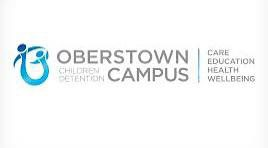 OBERSTOWN
CHILDREN
DETENTION
CAMPUS
CARE
EDUCATION
HEALTH
WELLBEING